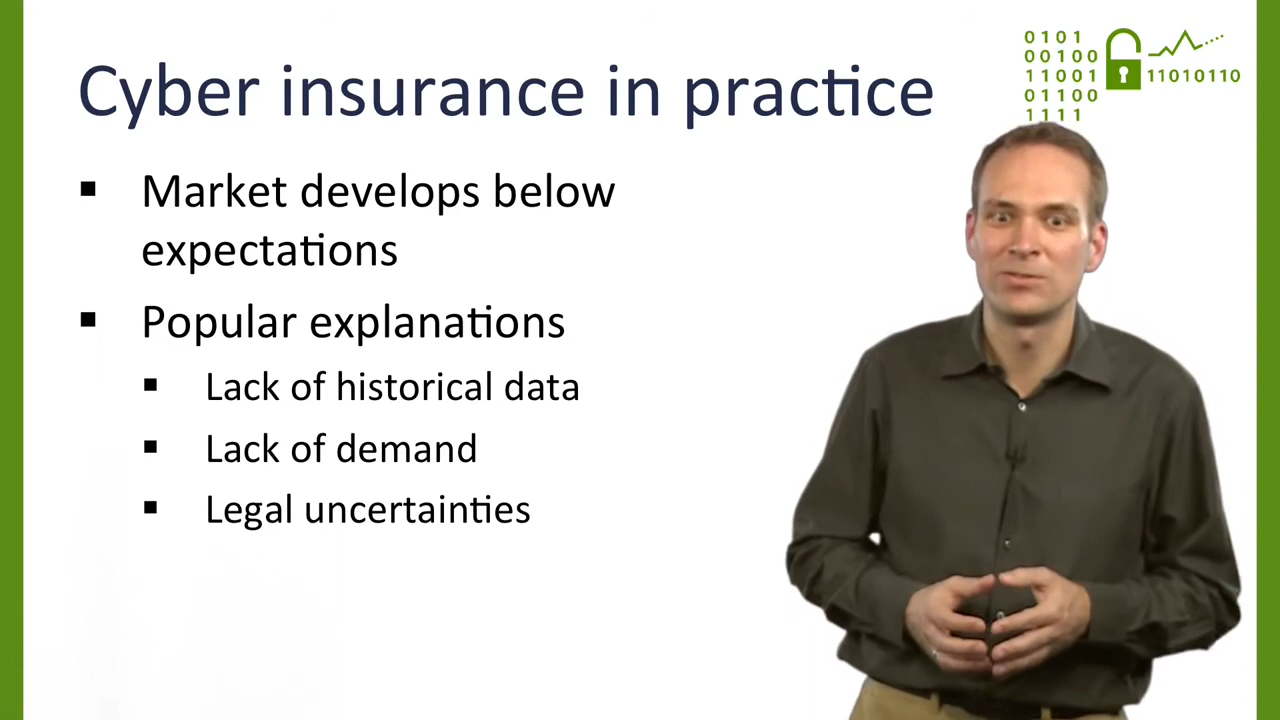 Cyber insurance in practice
0101
00100
11001
01100
1111
11010110
▪ Market develops below
expectations
▪ Popular explanations
▪ Lack of historical data
▪ Lack of demand
▪ Legal uncertainties